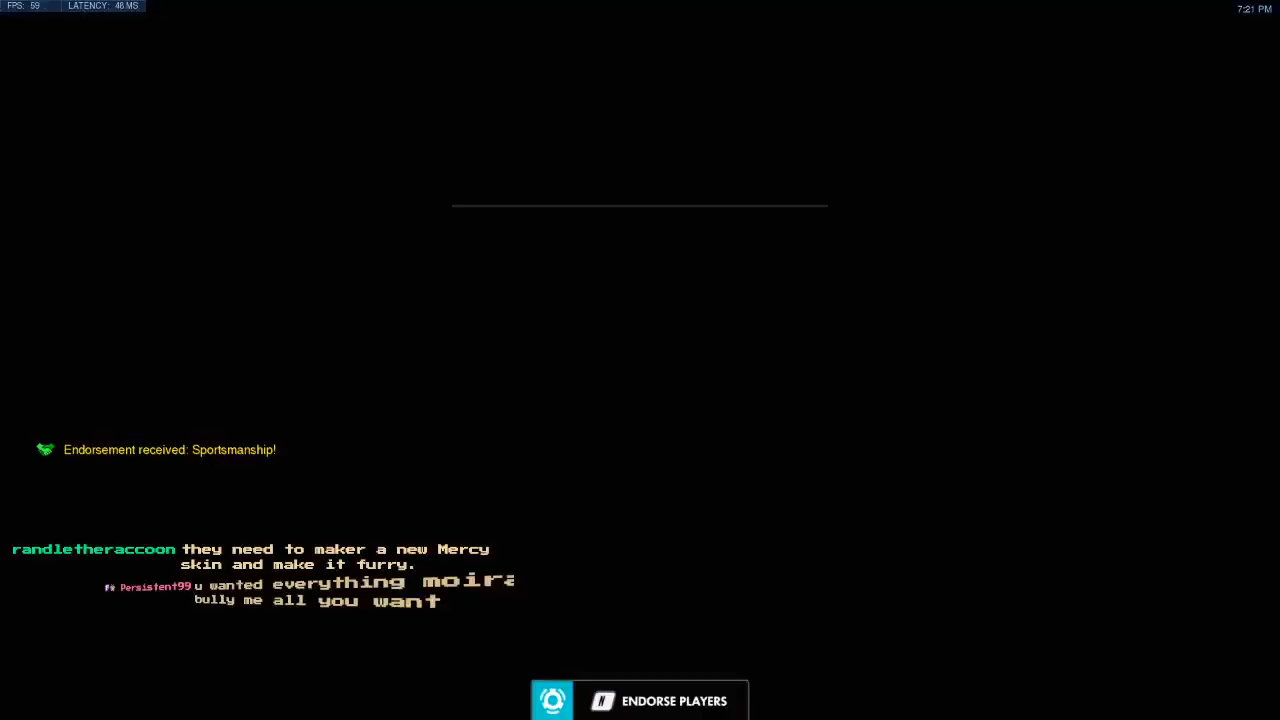 FPS: 59 LATENCY: 46 MS
7:21 PM
Endorsement received: Sportsmanship!
randletheraccoon they need to maker a new Mercy
skin and make it furry.
Persistent99 u wanted everything moira
bully me all you want
ENDORSE PLAYERS